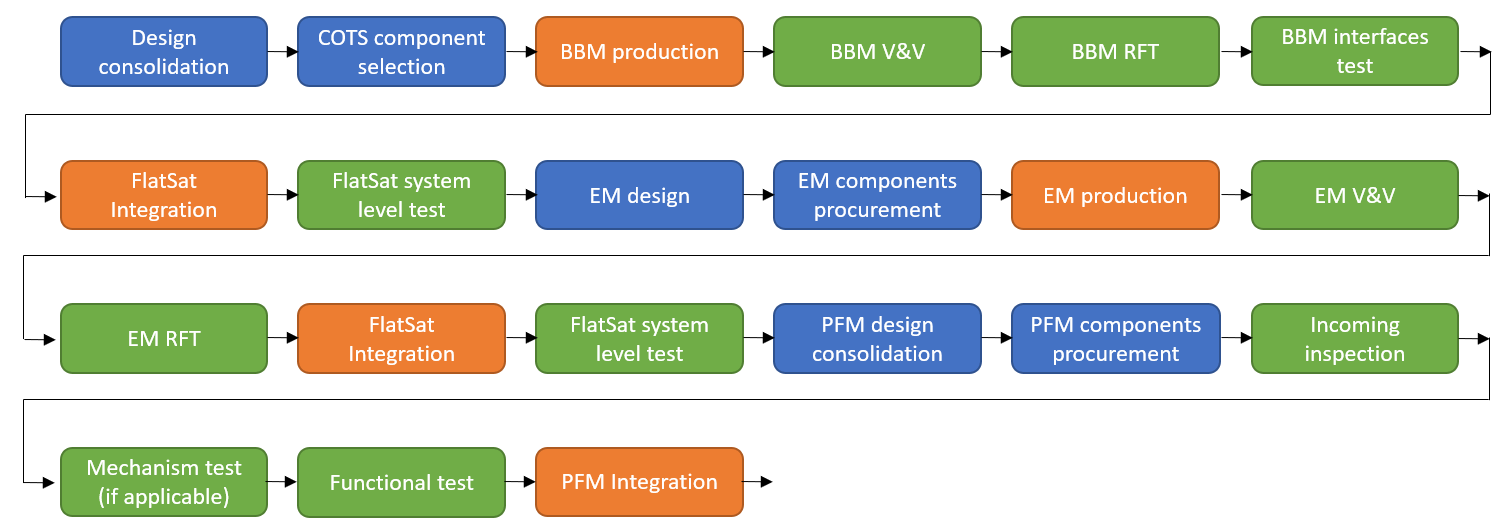 Design
consolidation
COTS component
selection
BBM production
BBM V&V
BBM RFT
BBM interfaces
test
FlatSat
Integration
FlatSat system
level test
EM design
EM components
procurement
EM production
EM V&V
EM RFT
FlatSat
Integration
FlatSat system
level test
PFM design
consolidation
PFM components
procurement
Incoming
inspection
Mechanism test
(if applicable)
Functional test
PFM Integration